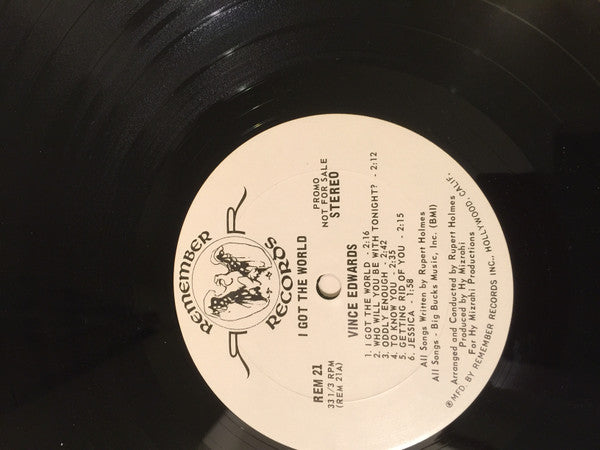 REMEMBER
RECORDS
R R
I GOT THE WORLD
REM 21
33 1/3 RPM
(REM 21A)
PROMO
NOT FOR SALE
STEREO
VINCE EDWARDS
1. I GOT THE WORLD - 2:16
2. WHO WILL YOU BE WITH TONIGHT? - 2:12
3. ODDLY ENOUGH - 2:42
4. TO KNOW YOU - 2:35
5. GETTING RID OF YOU - 2:15
6. JESSICA - 1:58
All Songs Written by Rupert Holmes
All Songs - Big Bucks Music, Inc. (BMI)
Arranged and Conducted by Rupert Holmes
Produced by Hy Mizrahi
For Hy Mizrahi Productions
℗MFD. BY REMEMBER RECORDS INC., HOLLYWOOD, CALIF.